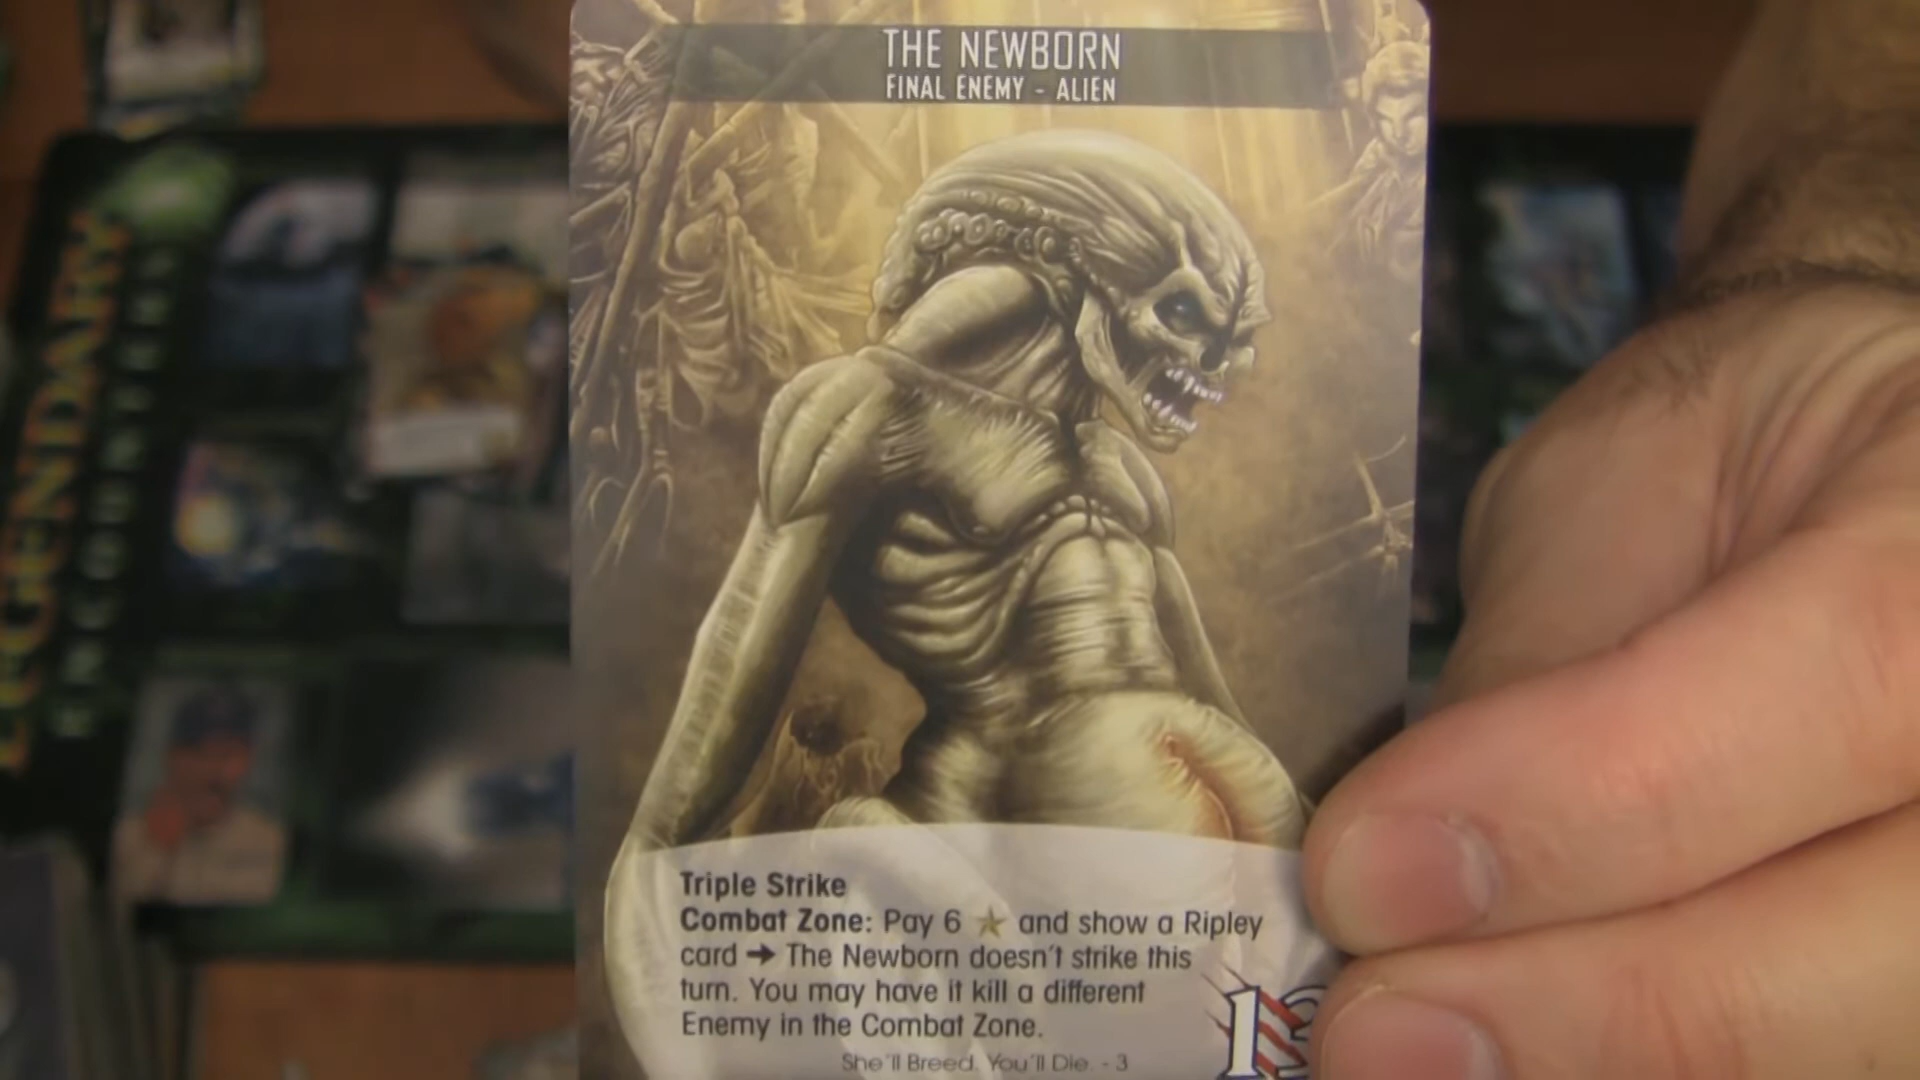 THE NEWBORN
FINAL ENEMY - ALIEN
Triple Strike
Combat Zone: Pay 6 ★ and show a Ripley
card ➔ The Newborn doesn't strike this
turn. You may have it kill a different
Enemy in the Combat Zone.
She'll Breed. You'll Die. - 3
LEGENDARY
ENCOUNTERS